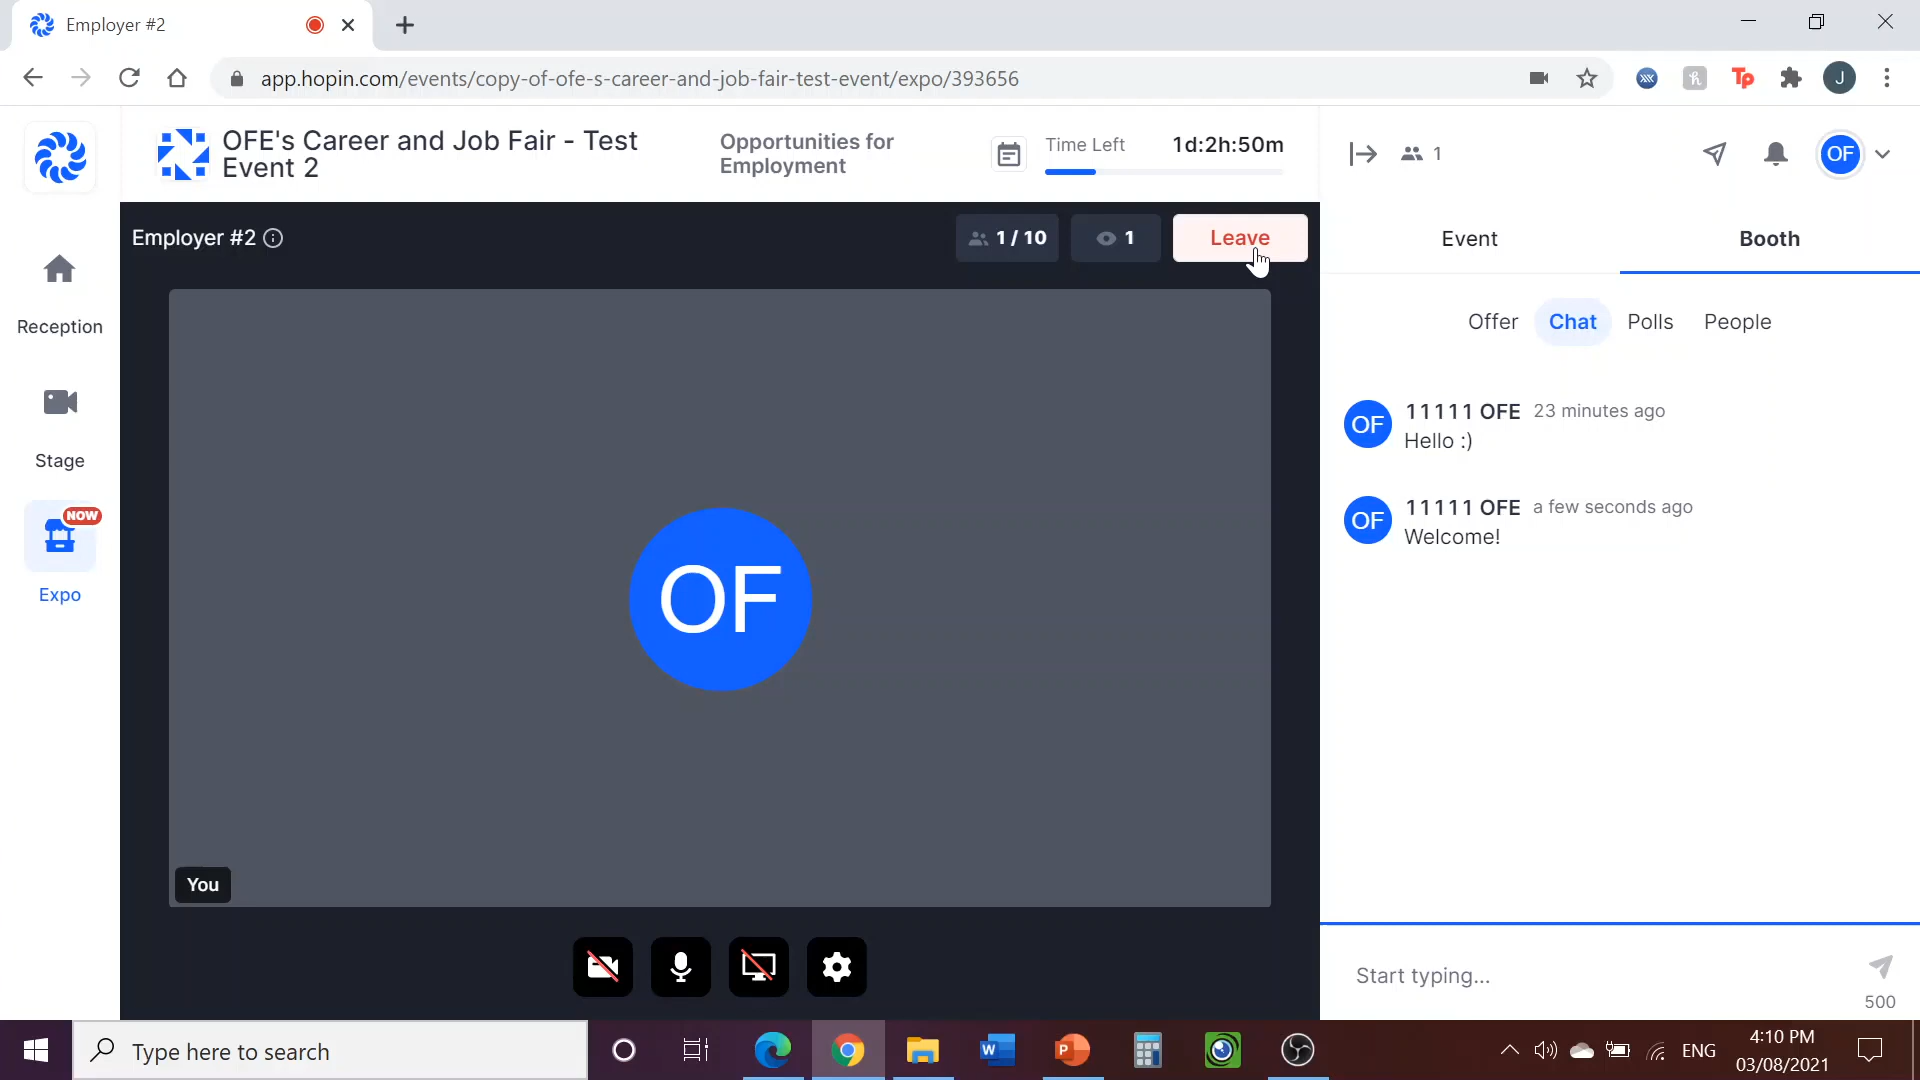 Employer #2
app.hopin.com/events/copy-of-ofe-s-career-and-job-fair-test-event/expo/393656
Tp
J
OFE's Career and Job Fair - Test
Event 2
Opportunities for
Employment
Time Left
1d:2h:50m
1
OF
Employer #2
1 / 10
1
Leave
Event
Booth
Reception
Stage
NOW
Expo
Offer
Chat
Polls
People
OF
11111 OFE
23 minutes ago
Hello :)
OF
11111 OFE
a few seconds ago
Welcome!
OF
You
Start typing...
500
Type here to search
W
P
ENG
4:10 PM
03/08/2021